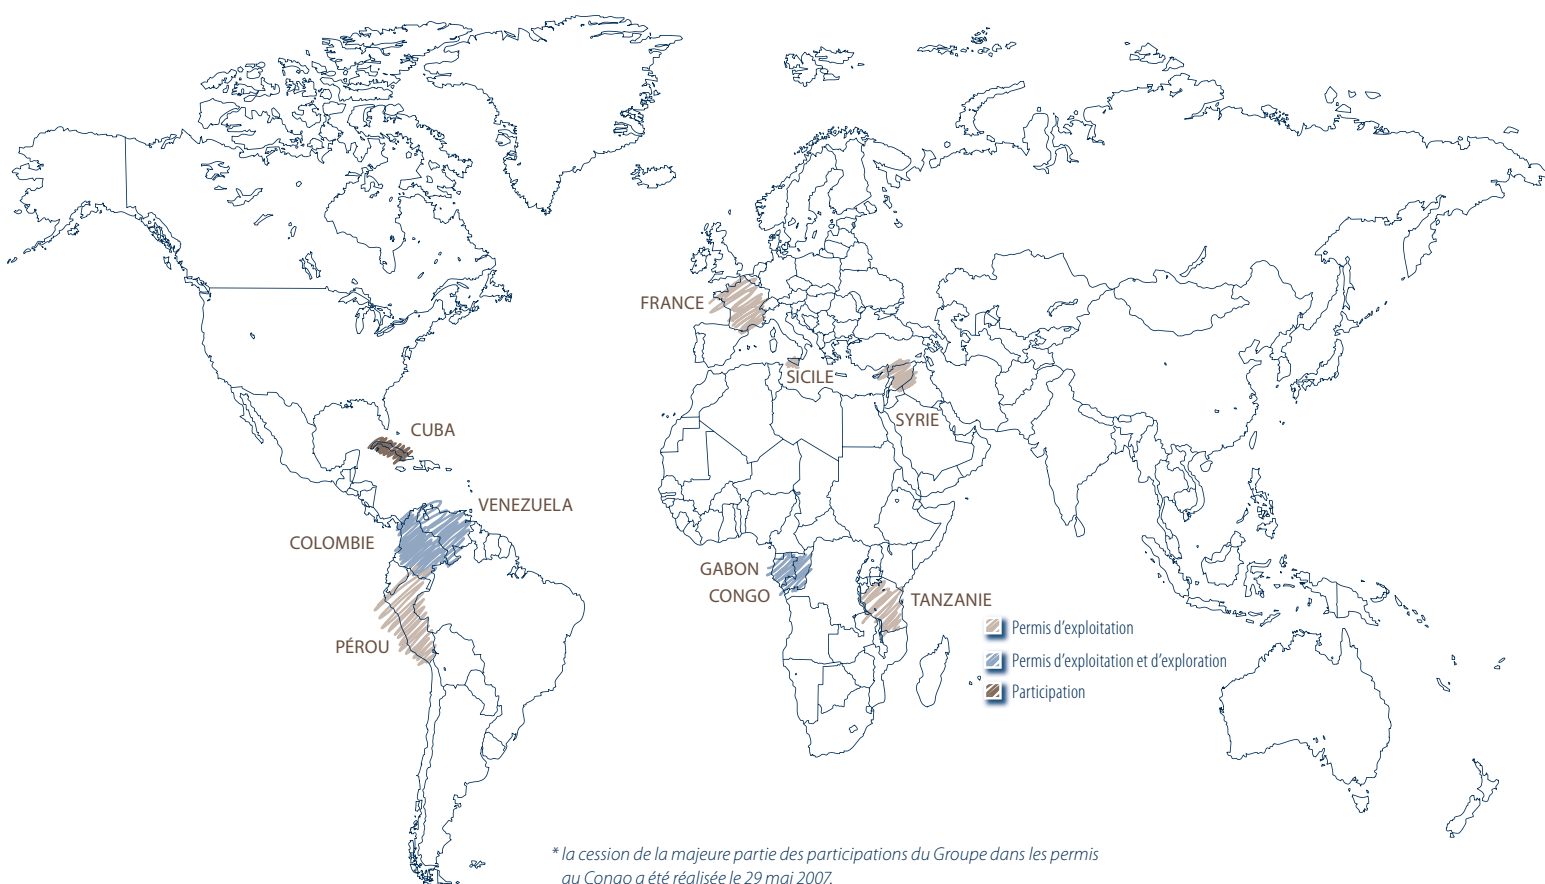 FRANCE
SICILE
SYRIE
CUBA
VENEZUELA
COLOMBIE
GABON
CONGO
TANZANIE
PÉROU
Permis d'exploitation
Permis d'exploitation et d'exploration
Participation
* la cession de la majeure partie des participations du Groupe dans les permis
au Congo a été réalisée le 29 mai 2007.